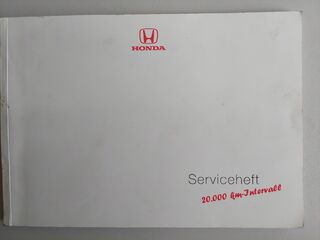 HONDA
Serviceheft
20.000 km-Intervall